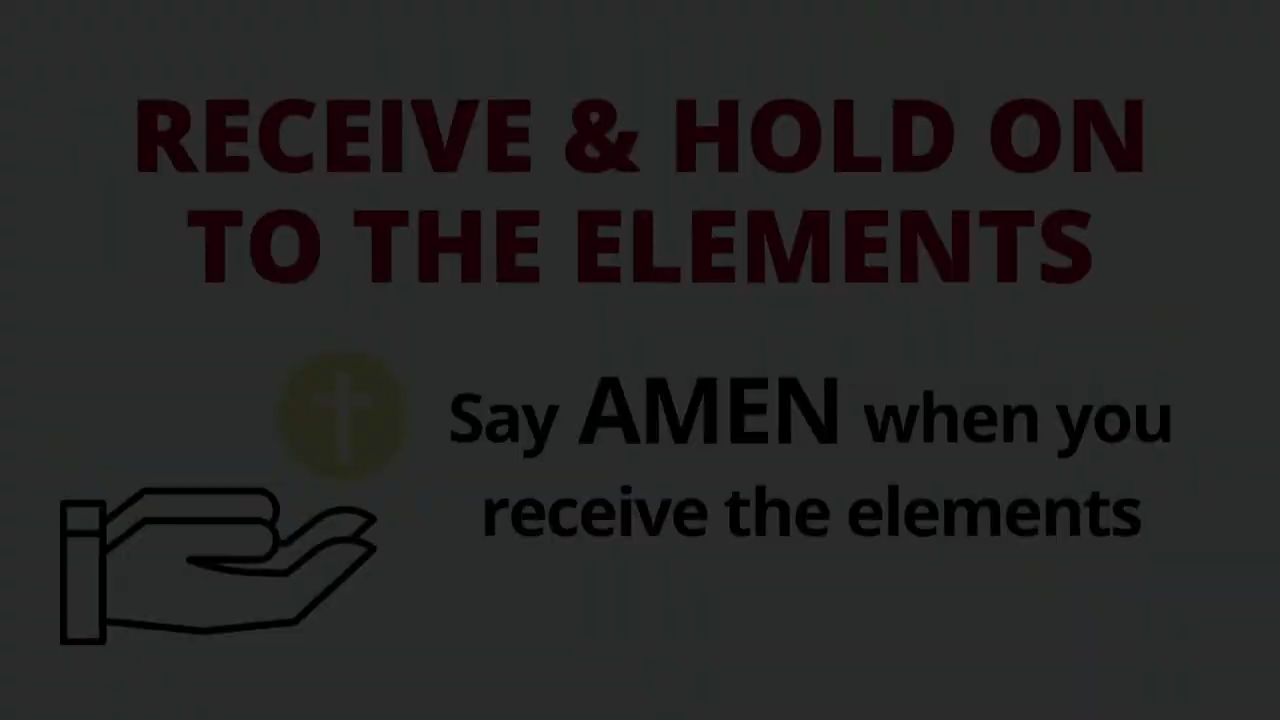 RECEIVE & HOLD ON
TO THE ELEMENTS
Say AMEN when you
receive the elements